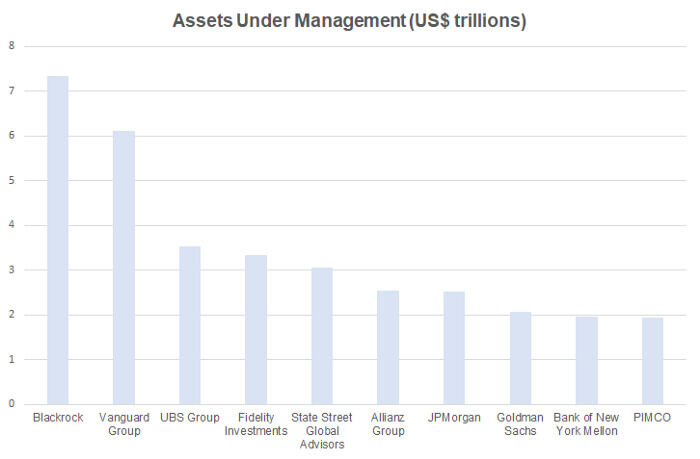 Assets Under Management (US$ trillions)
8
7
6
5
4
3
2
1
0
Blackrock
Vanguard
Group
UBS Group
Fidelity
Investments
State Street
Global
Advisors
Allianz
Group
JPMorgan
Goldman
Sachs
Bank of New
York Mellon
PIMCO